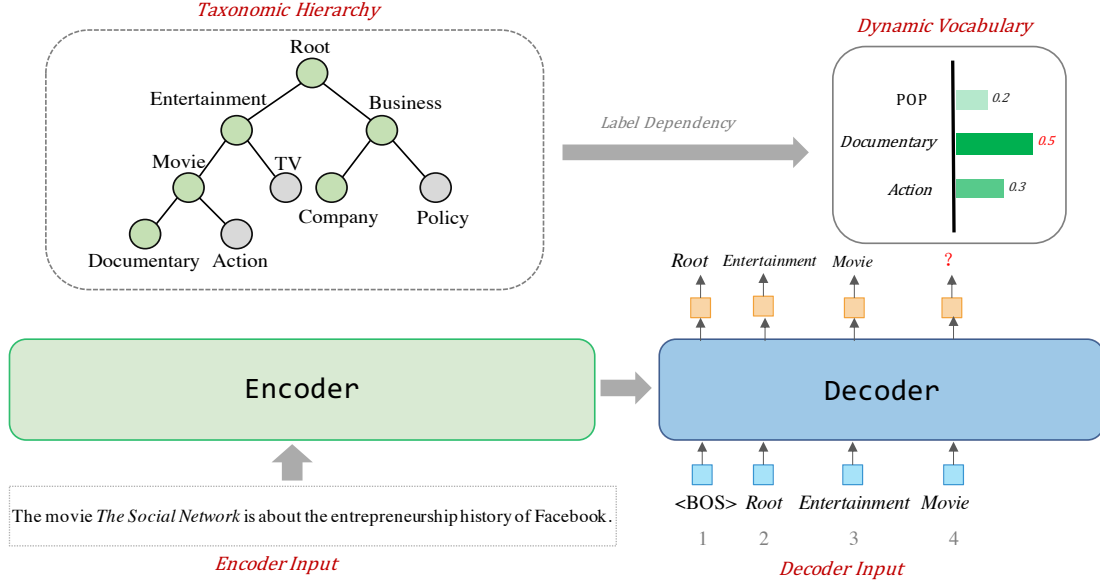 Taxonomic Hierarchy
Dynamic Vocabulary
Root
Entertainment
Business
Movie
TV
Company
Policy
Documentary
Action
Label Dependency
POP
0.2
Documentary
0.5
Action
0.3
Root
Entertainment
Movie
?
Encoder
Decoder
<BOS>
Root
Entertainment
Movie
1
2
3
4
The movie The Social Network is about the entrepreneurship history of Facebook.
Encoder Input
Decoder Input